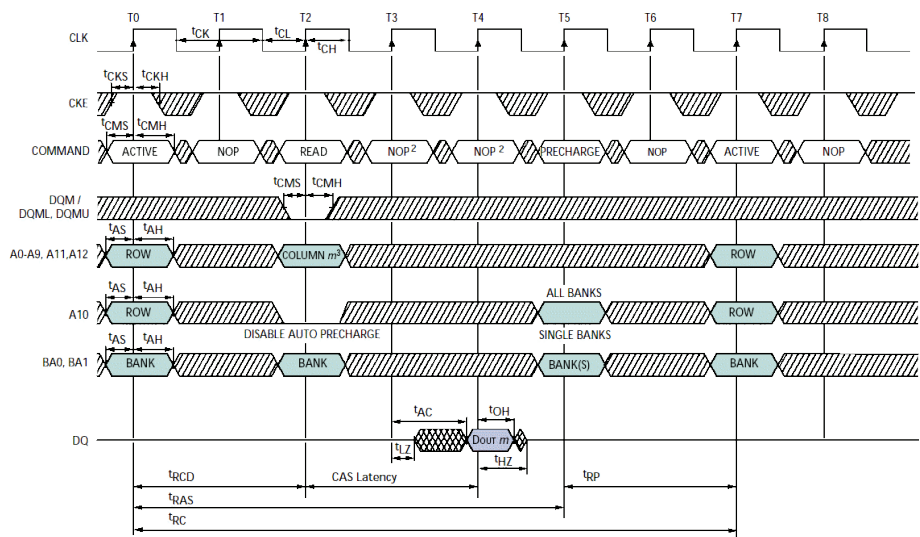 T0 T1 T2 T3 T4 T5 T6 T7 T8
CLK tCK tCL tCH
tCKS tCKH
CKE
tCMS tCMH
COMMAND ACTIVE NOP READ NOP 2 NOP 2 PRECHARGE NOP ACTIVE NOP
tCMS tCMH
DQM /
DQML, DQMU
tAS tAH
A0-A9, A11,A12 ROW COLUMN m3 ROW
tAS tAH ALL BANKS
A10 ROW ROW
DISABLE AUTO PRECHARGE SINGLE BANKS
tAS tAH
BA0, BA1 BANK BANK BANK(S) BANK
tAC tOH
DQ Dout m
tLZ tHZ
tRCD CAS Latency tRP
tRAS
tRC